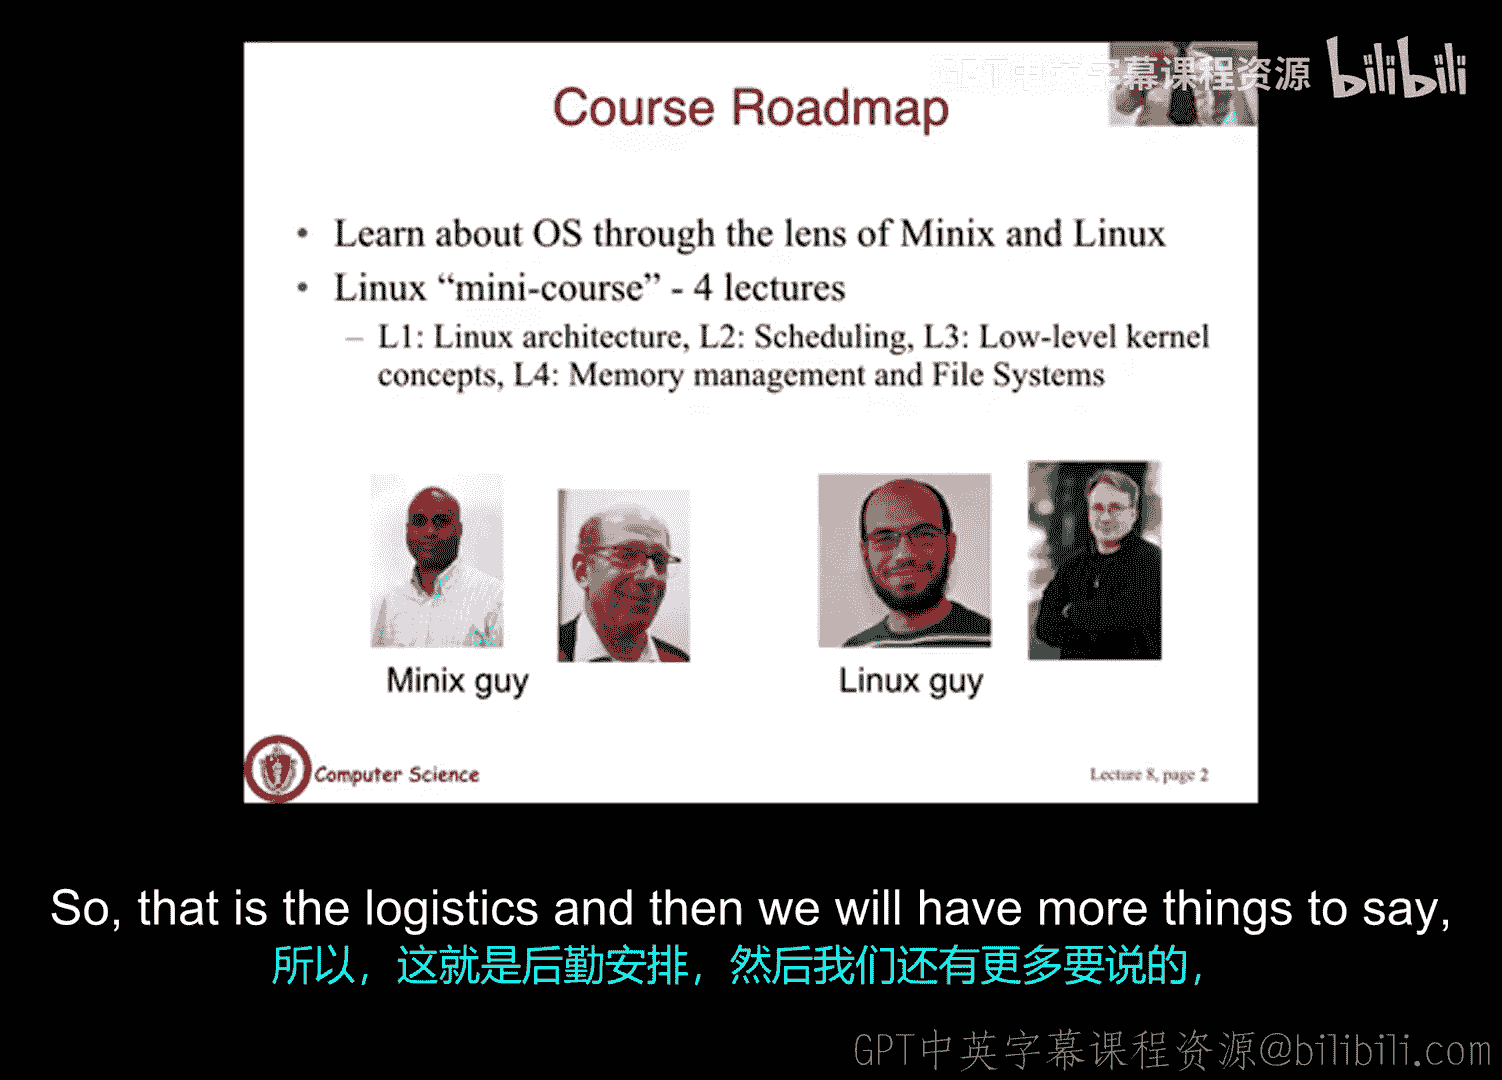 字幕课程资源 bilibili
Course Roadmap
• Learn about OS through the lens of Minix and Linux
• Linux “mini-course” - 4 lectures
– L1: Linux architecture, L2: Scheduling, L3: Low-level kernel
concepts, L4: Memory management and File Systems
Minix guy
Linux guy
Computer Science
Lecture 8, page 2
So, that is the logistics and then we will have more things to say,
所以，这就是后勤安排，然后我们还有更多要说的，
GPT中英字幕课程资源@bilibili.com